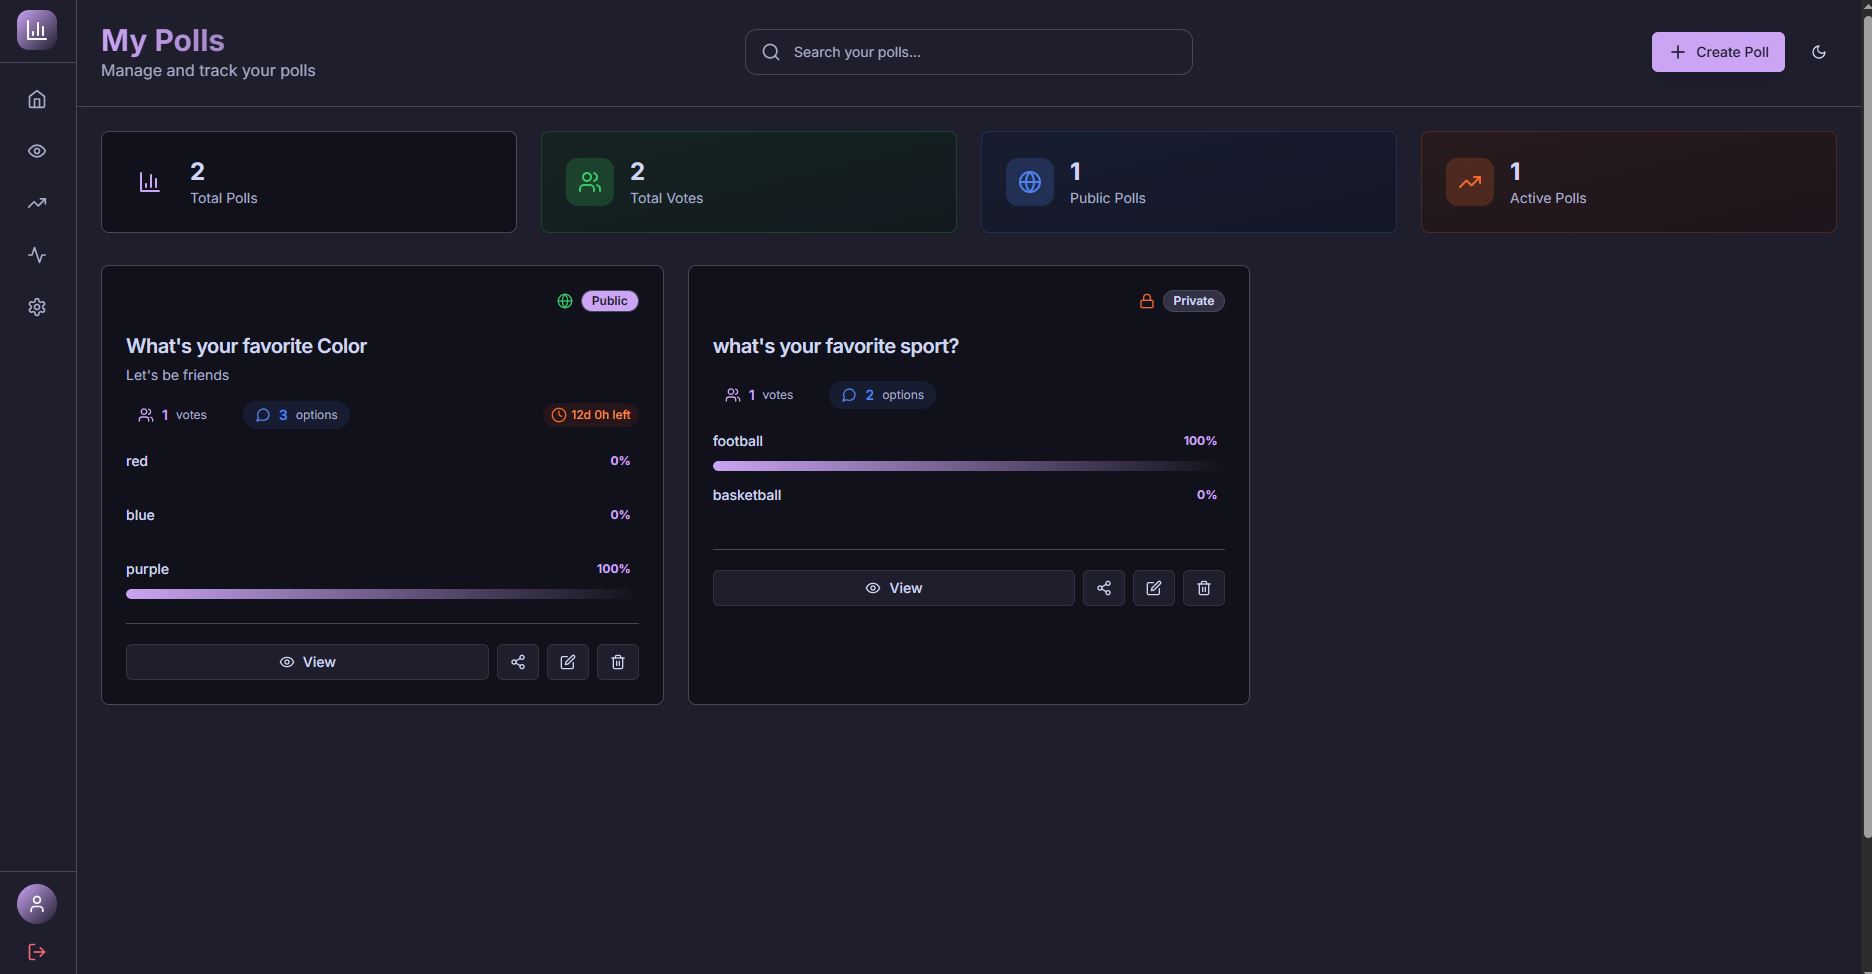 My Polls
Manage and track your polls
Search your polls...
Create Poll
2
Total Polls
2
Total Votes
1
Public Polls
1
Active Polls
Public
What's your favorite Color
Let's be friends
1 votes
3 options
12d 0h left
red 0%
blue 0%
purple 100%
View
Private
what's your favorite sport?
1 votes
2 options
football 100%
basketball 0%
View